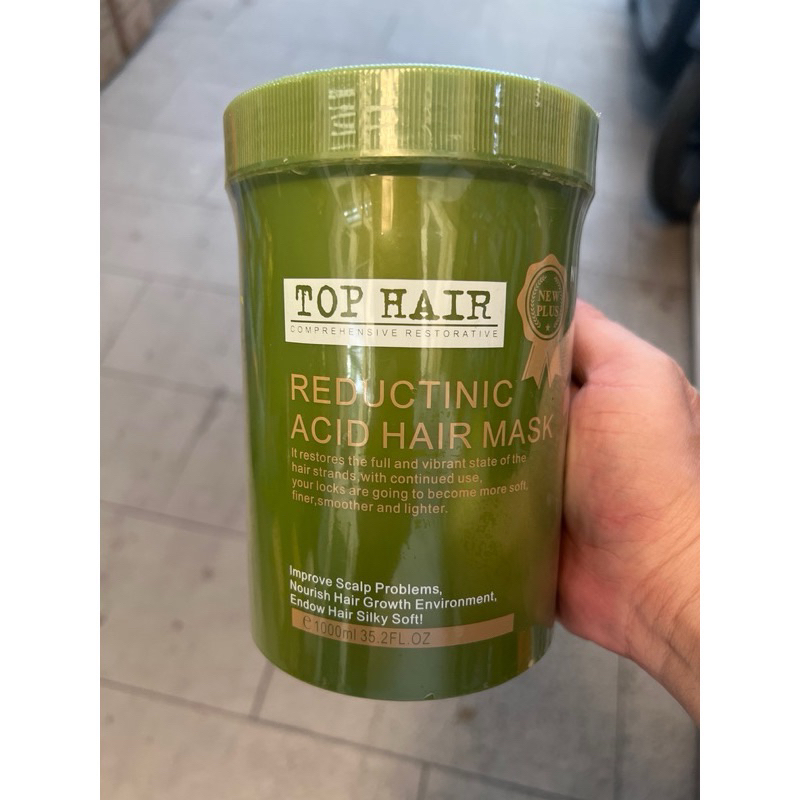 TOP HAIR
COMPREHENSIVE RESTORATIVE
NEW
PLUS
REDUCTINIC
ACID HAIR MASK
It restores the full and vibrant state of the
hair strands,with continued use,
your locks are going to become more soft,
finer,smoother and lighter.
Improve Scalp Problems,
Nourish Hair Growth Environment,
Endow Hair Silky Soft!
e 1000ml 35.2FL.OZ